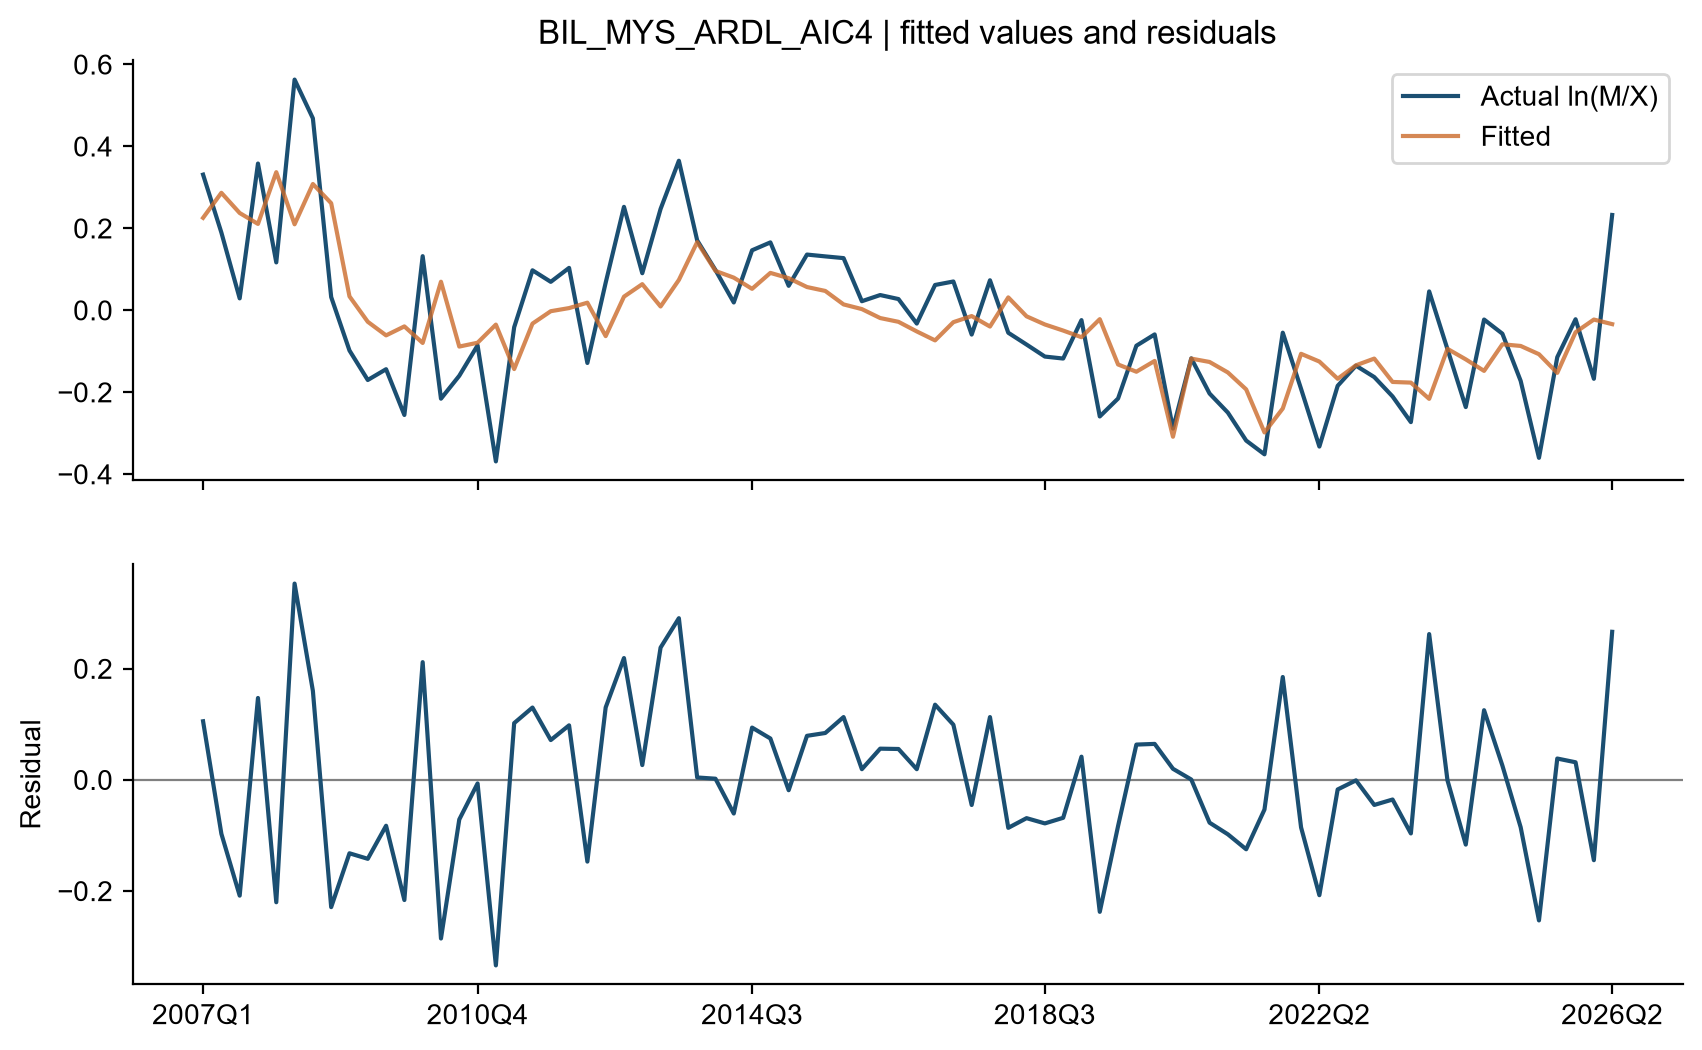 BIL_MYS_ARDL_AIC4 | fitted values and residuals
0.6
0.4
0.2
0.0
−0.2
−0.4
Actual ln(M/X)
Fitted
Residual
0.2
0.0
−0.2
2007Q1 2010Q4 2014Q3 2018Q3 2022Q2 2026Q2